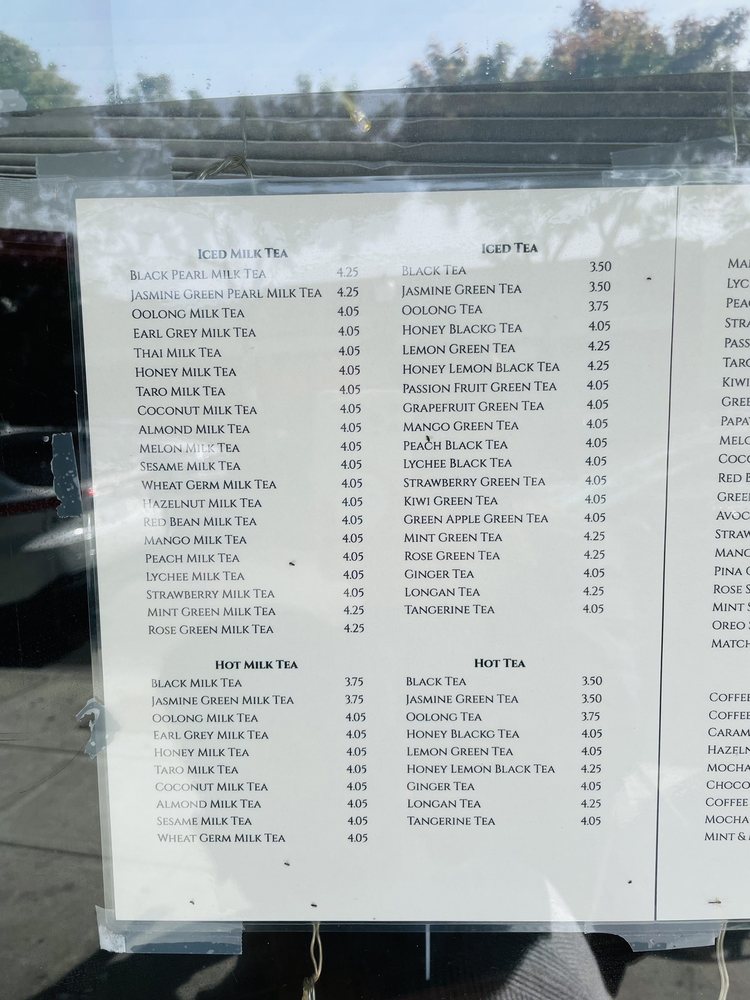 ICED MILK TEA
BLACK PEARL MILK TEA 4.25
JASMINE GREEN PEARL MILK TEA 4.25
OOLONG MILK TEA 4.05
EARL GREY MILK TEA 4.05
THAI MILK TEA 4.05
HONEY MILK TEA 4.05
TARO MILK TEA 4.05
COCONUT MILK TEA 4.05
ALMOND MILK TEA 4.05
MELON MILK TEA 4.05
SESAME MILK TEA 4.05
WHEAT GERM MILK TEA 4.05
HAZELNUT MILK TEA 4.05
RED BEAN MILK TEA 4.05
MANGO MILK TEA 4.05
PEACH MILK TEA 4.05
LYCHEE MILK TEA 4.05
STRAWBERRY MILK TEA 4.05
MINT GREEN MILK TEA 4.25
ROSE GREEN MILK TEA 4.25
HOT MILK TEA
BLACK MILK TEA 3.75
JASMINE GREEN MILK TEA 3.75
OOLONG MILK TEA 4.05
EARL GREY MILK TEA 4.05
HONEY MILK TEA 4.05
TARO MILK TEA 4.05
COCONUT MILK TEA 4.05
ALMOND MILK TEA 4.05
SESAME MILK TEA 4.05
WHEAT GERM MILK TEA 4.05
ICED TEA
BLACK TEA 3.50
JASMINE GREEN TEA 3.50
OOLONG TEA 3.75
HONEY BLACKG TEA 4.05
LEMON GREEN TEA 4.25
HONEY LEMON BLACK TEA 4.25
PASSION FRUIT GREEN TEA 4.05
GRAPEFRUIT GREEN TEA 4.05
MANGO GREEN TEA 4.05
PEACH BLACK TEA 4.05
LYCHEE BLACK TEA 4.05
STRAWBERRY GREEN TEA 4.05
KIWI GREEN TEA 4.05
GREEN APPLE GREEN TEA 4.05
MINT GREEN TEA 4.25
ROSE GREEN TEA 4.25
GINGER TEA 4.05
LONGAN TEA 4.25
TANGERINE TEA 4.05
HOT TEA
BLACK TEA 3.50
JASMINE GREEN TEA 3.50
OOLONG TEA 3.75
HONEY BLACKG TEA 4.05
LEMON GREEN TEA 4.05
HONEY LEMON BLACK TEA 4.25
GINGER TEA 4.05
LONGAN TEA 4.25
TANGERINE TEA 4.05
KIWI
RED
PINA
ROSE
MINT
OREO
COFFEE
COFFEE
COFFEE
MINT &